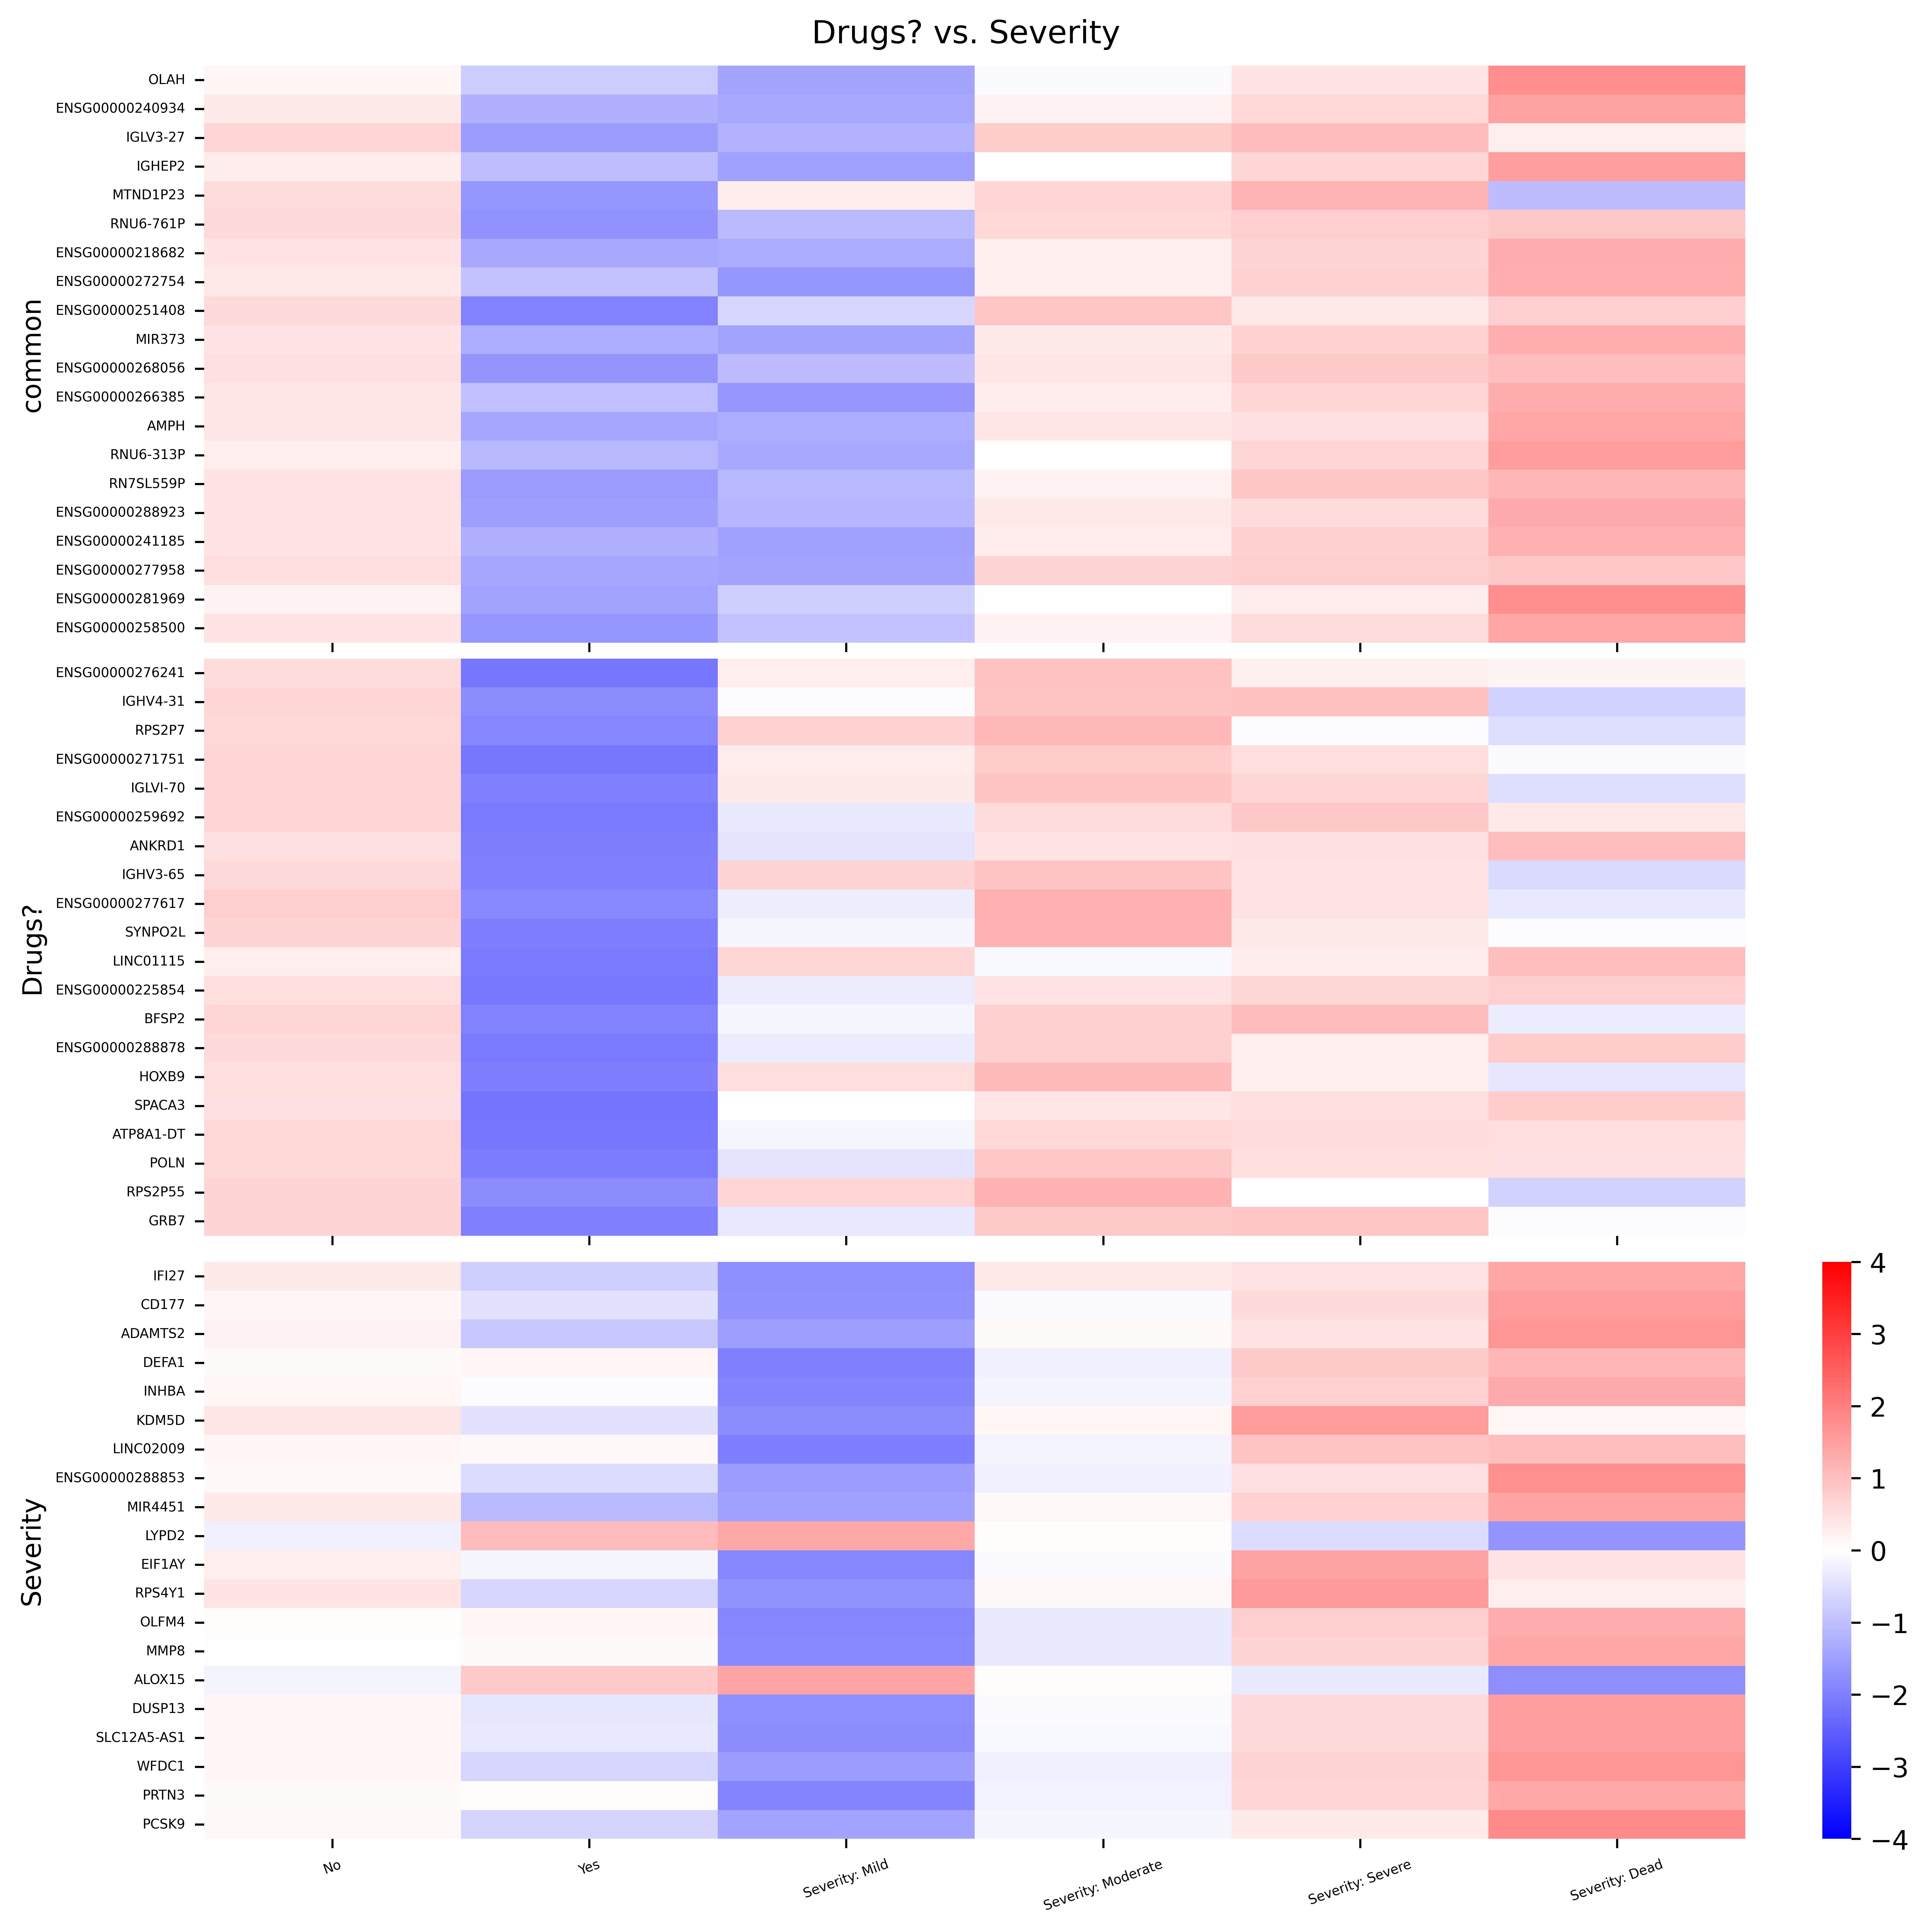 Drugs? vs. Severity
common
OLAH
ENSG00000240934
IGLV3-27
IGHEP2
MTND1P23
RNU6-761P
ENSG00000218682
ENSG00000272754
ENSG00000251408
MIR373
ENSG00000268056
ENSG00000266385
AMPH
RNU6-313P
RN7SL559P
ENSG00000288923
ENSG00000241185
ENSG00000277958
ENSG00000281969
ENSG00000258500
Drugs?
ENSG00000276241
IGHV4-31
RPS2P7
ENSG00000271751
IGLVI-70
ENSG00000259692
ANKRD1
IGHV3-65
ENSG00000277617
SYNPO2L
LINC01115
ENSG00000225854
BFSP2
ENSG00000288878
HOXB9
SPACA3
ATP8A1-DT
POLN
RPS2P55
GRB7
Severity
IFI27
CD177
ADAMTS2
DEFA1
INHBA
KDM5D
LINC02009
ENSG00000288853
MIR4451
LYPD2
EIF1AY
RPS4Y1
OLFM4
MMP8
ALOX15
DUSP13
SLC12A5-AS1
WFDC1
PRTN3
PCSK9
No
Yes
Severity: Mild
Severity: Moderate
Severity: Severe
Severity: Dead
4
3
2
1
0
−1
−2
−3
−4